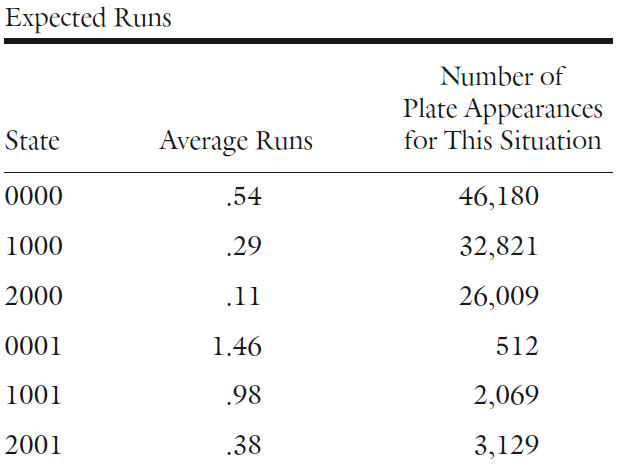 Expected Runs
Number of
Plate Appearances
State Average Runs for This Situation
0000 .54 46,180
1000 .29 32,821
2000 .11 26,009
0001 1.46 512
1001 .98 2,069
2001 .38 3,129